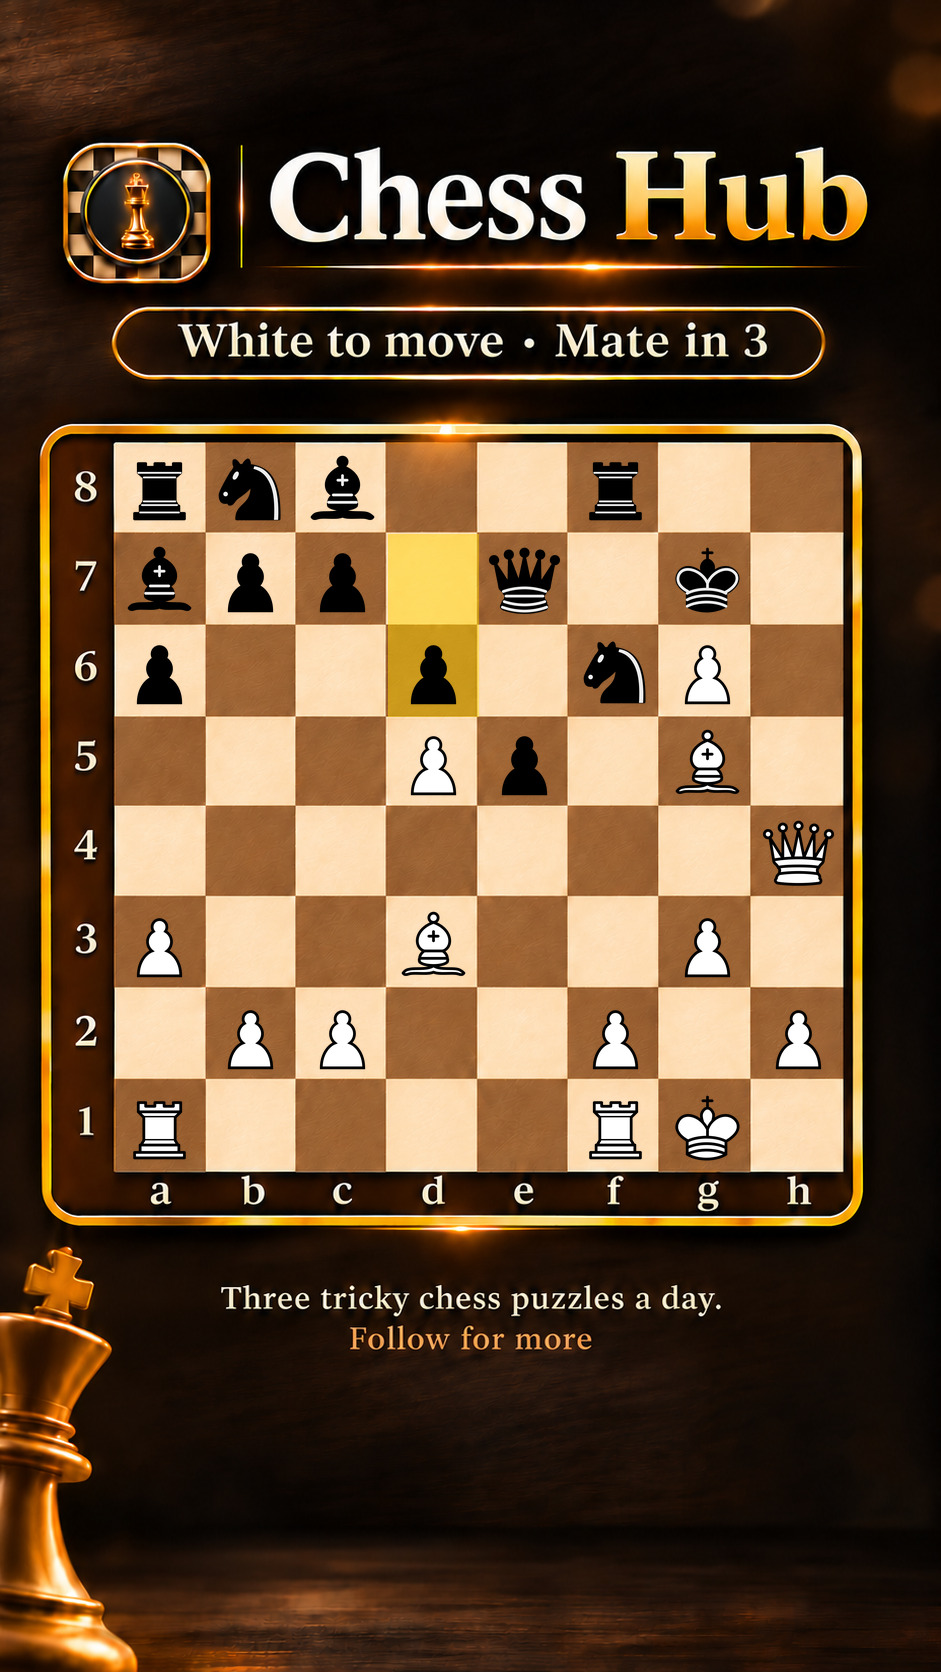 Chess Hub
White to move • Mate in 3
8
7
6
5
4
3
2
1
a b c d e f g h
Three tricky chess puzzles a day.
Follow for more